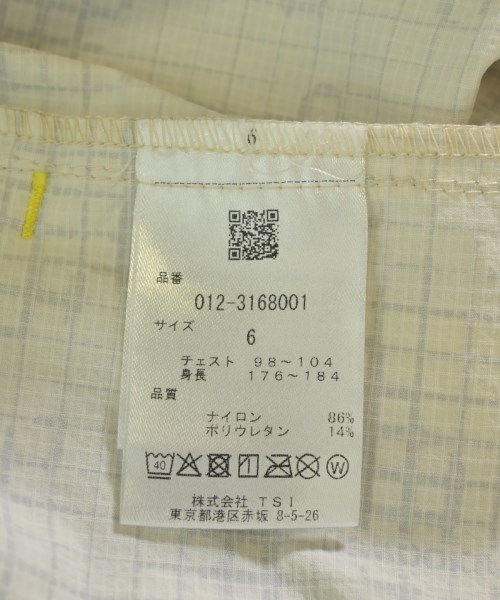 6
品番
012-3168001
サイズ
6
チェスト 98～104
身長 176～184
品質
ナイロン 86%
ポリウレタン 14%
40 W
株式会社 TSI
東京都港区赤坂 8-5-26